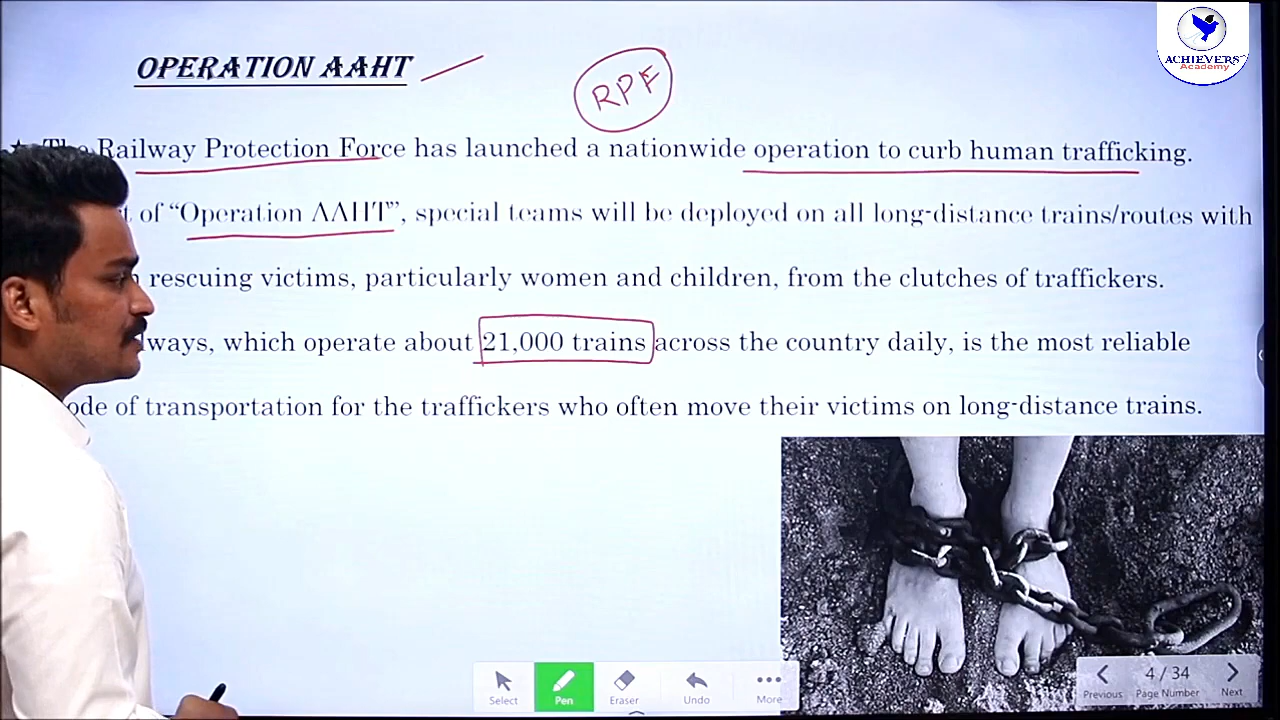 OPERATION AAHT
RPF
ACHIEVERS
Academy
The Railway Protection Force has launched a nationwide operation to curb human trafficking.
of “Operation AAHT”, special teams will be deployed on all long-distance trains/routes with
rescuing victims, particularly women and children, from the clutches of traffickers.
ways, which operate about 21,000 trains across the country daily, is the most reliable
ode of transportation for the traffickers who often move their victims on long-distance trains.
Select
Pen
Eraser
Undo
More
4 / 34
Previous
Page Number
Next